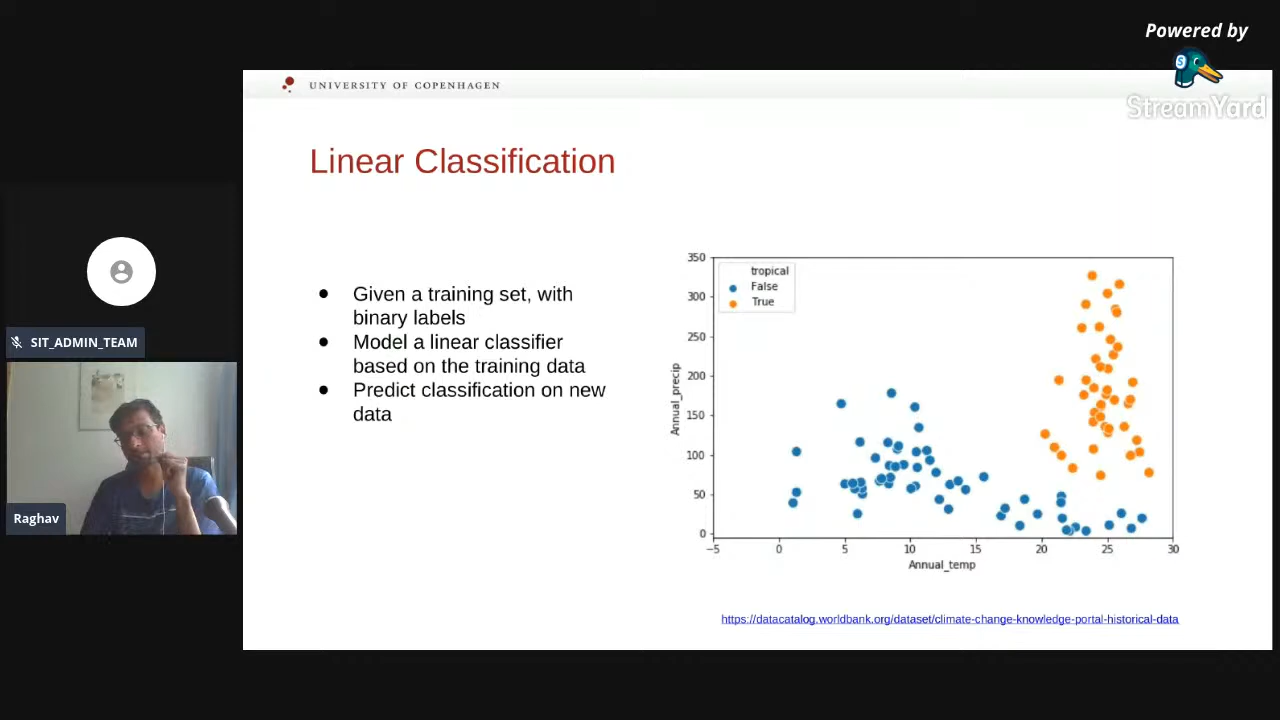 Powered by
StreamYard
UNIVERSITY OF COPENHAGEN
Linear Classification
● Given a training set, with
binary labels
● Model a linear classifier
based on the training data
● Predict classification on new
data
tropical
False
True
350
300
250
200
150
100
50
0
Annual_precip
−5 0 5 10 15 20 25 30
Annual_temp
https://datacatalog.worldbank.org/dataset/climate-change-knowledge-portal-historical-data
SIT_ADMIN_TEAM
Raghav